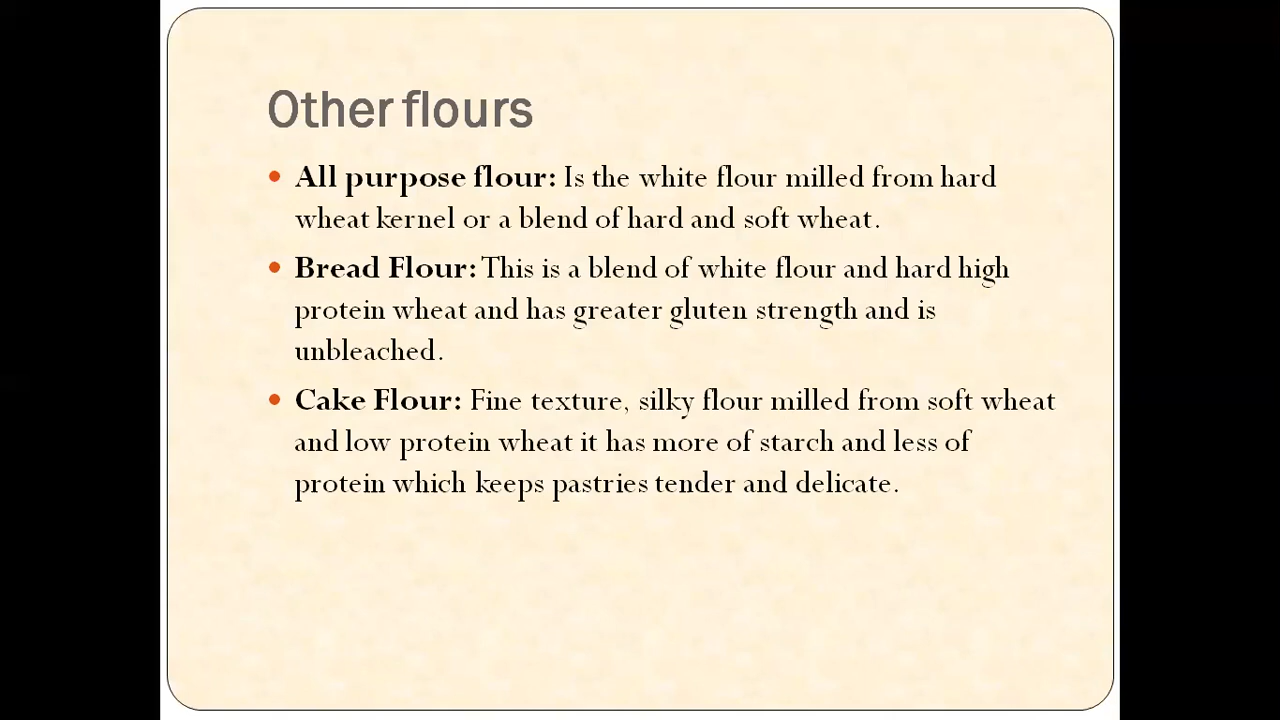 Other flours
• All purpose flour: Is the white flour milled from hard
wheat kernel or a blend of hard and soft wheat.
• Bread Flour: This is a blend of white flour and hard high
protein wheat and has greater gluten strength and is
unbleached.
• Cake Flour: Fine texture, silky flour milled from soft wheat
and low protein wheat it has more of starch and less of
protein which keeps pastries tender and delicate.